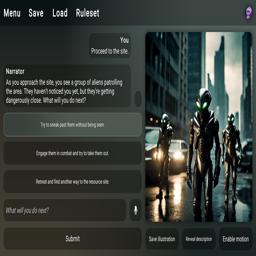 Menu Save Load Ruleset
You
Proceed to the site.
Narrator
As you approach the site, you see a group of aliens patrolling
the area. They haven't noticed you yet, but they're getting
dangerously close. What will you do next?
Try to sneak past them without being seen
Engage them in combat and try to take them out.
Retreat and find another way to the resource site.
What will you do next?
Submit
Save illustration
Reveal description
Enable motion